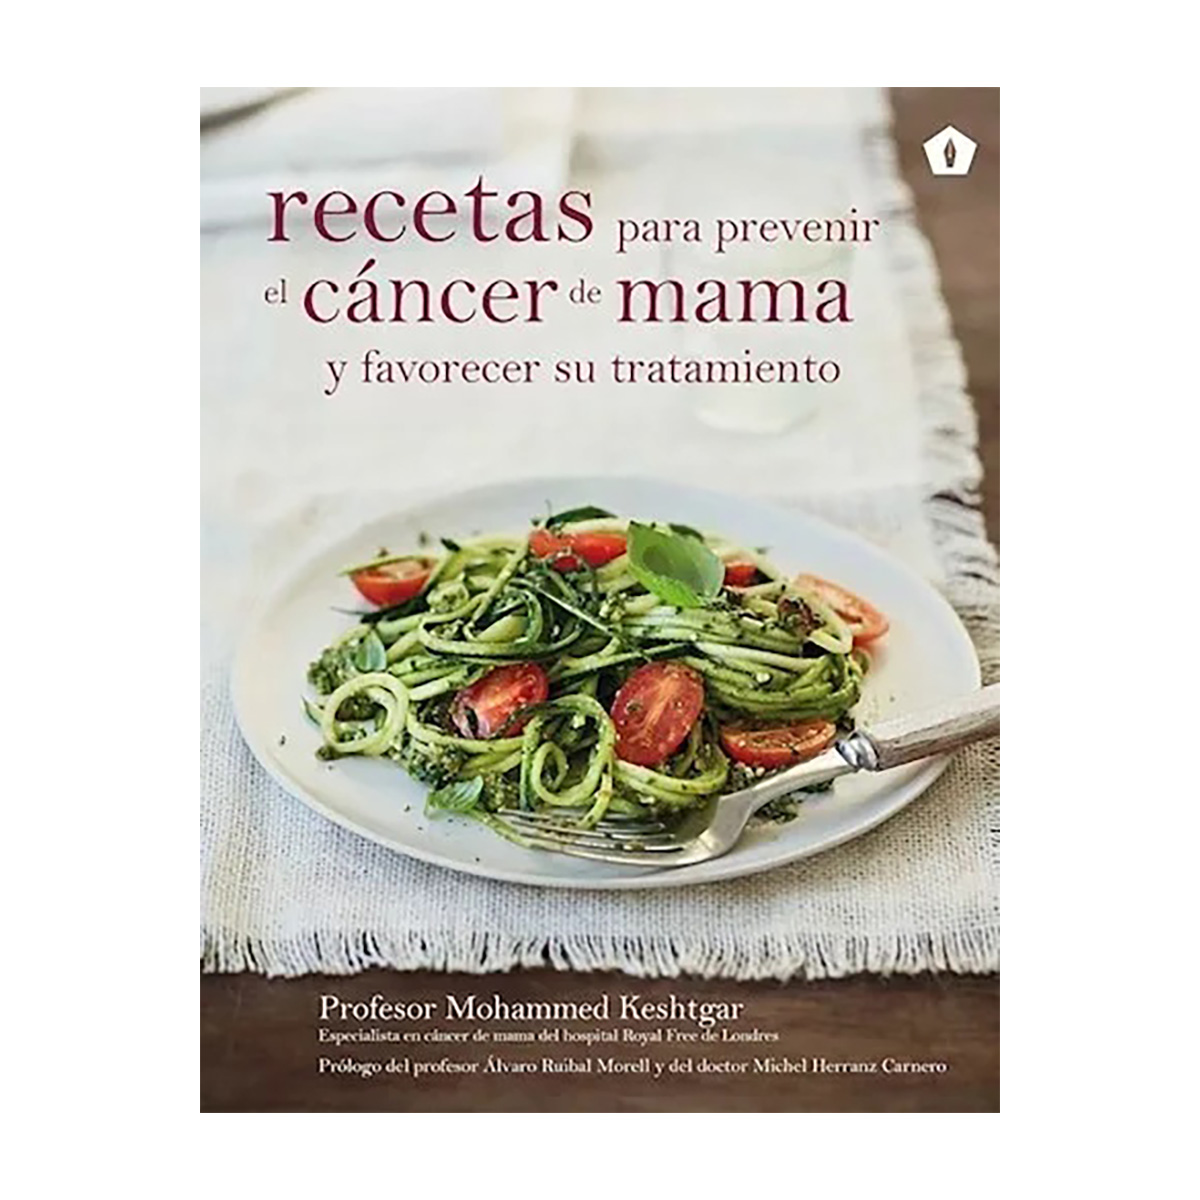 recetas para prevenir
el cáncer de mama
y favorecer su tratamiento
Profesor Mohammed Keshtgar
Especialista en cáncer de mama del hospital Royal Free de Londres
Prólogo del profesor Álvaro Ruibal Morell y del doctor Michel Herranz Carnero